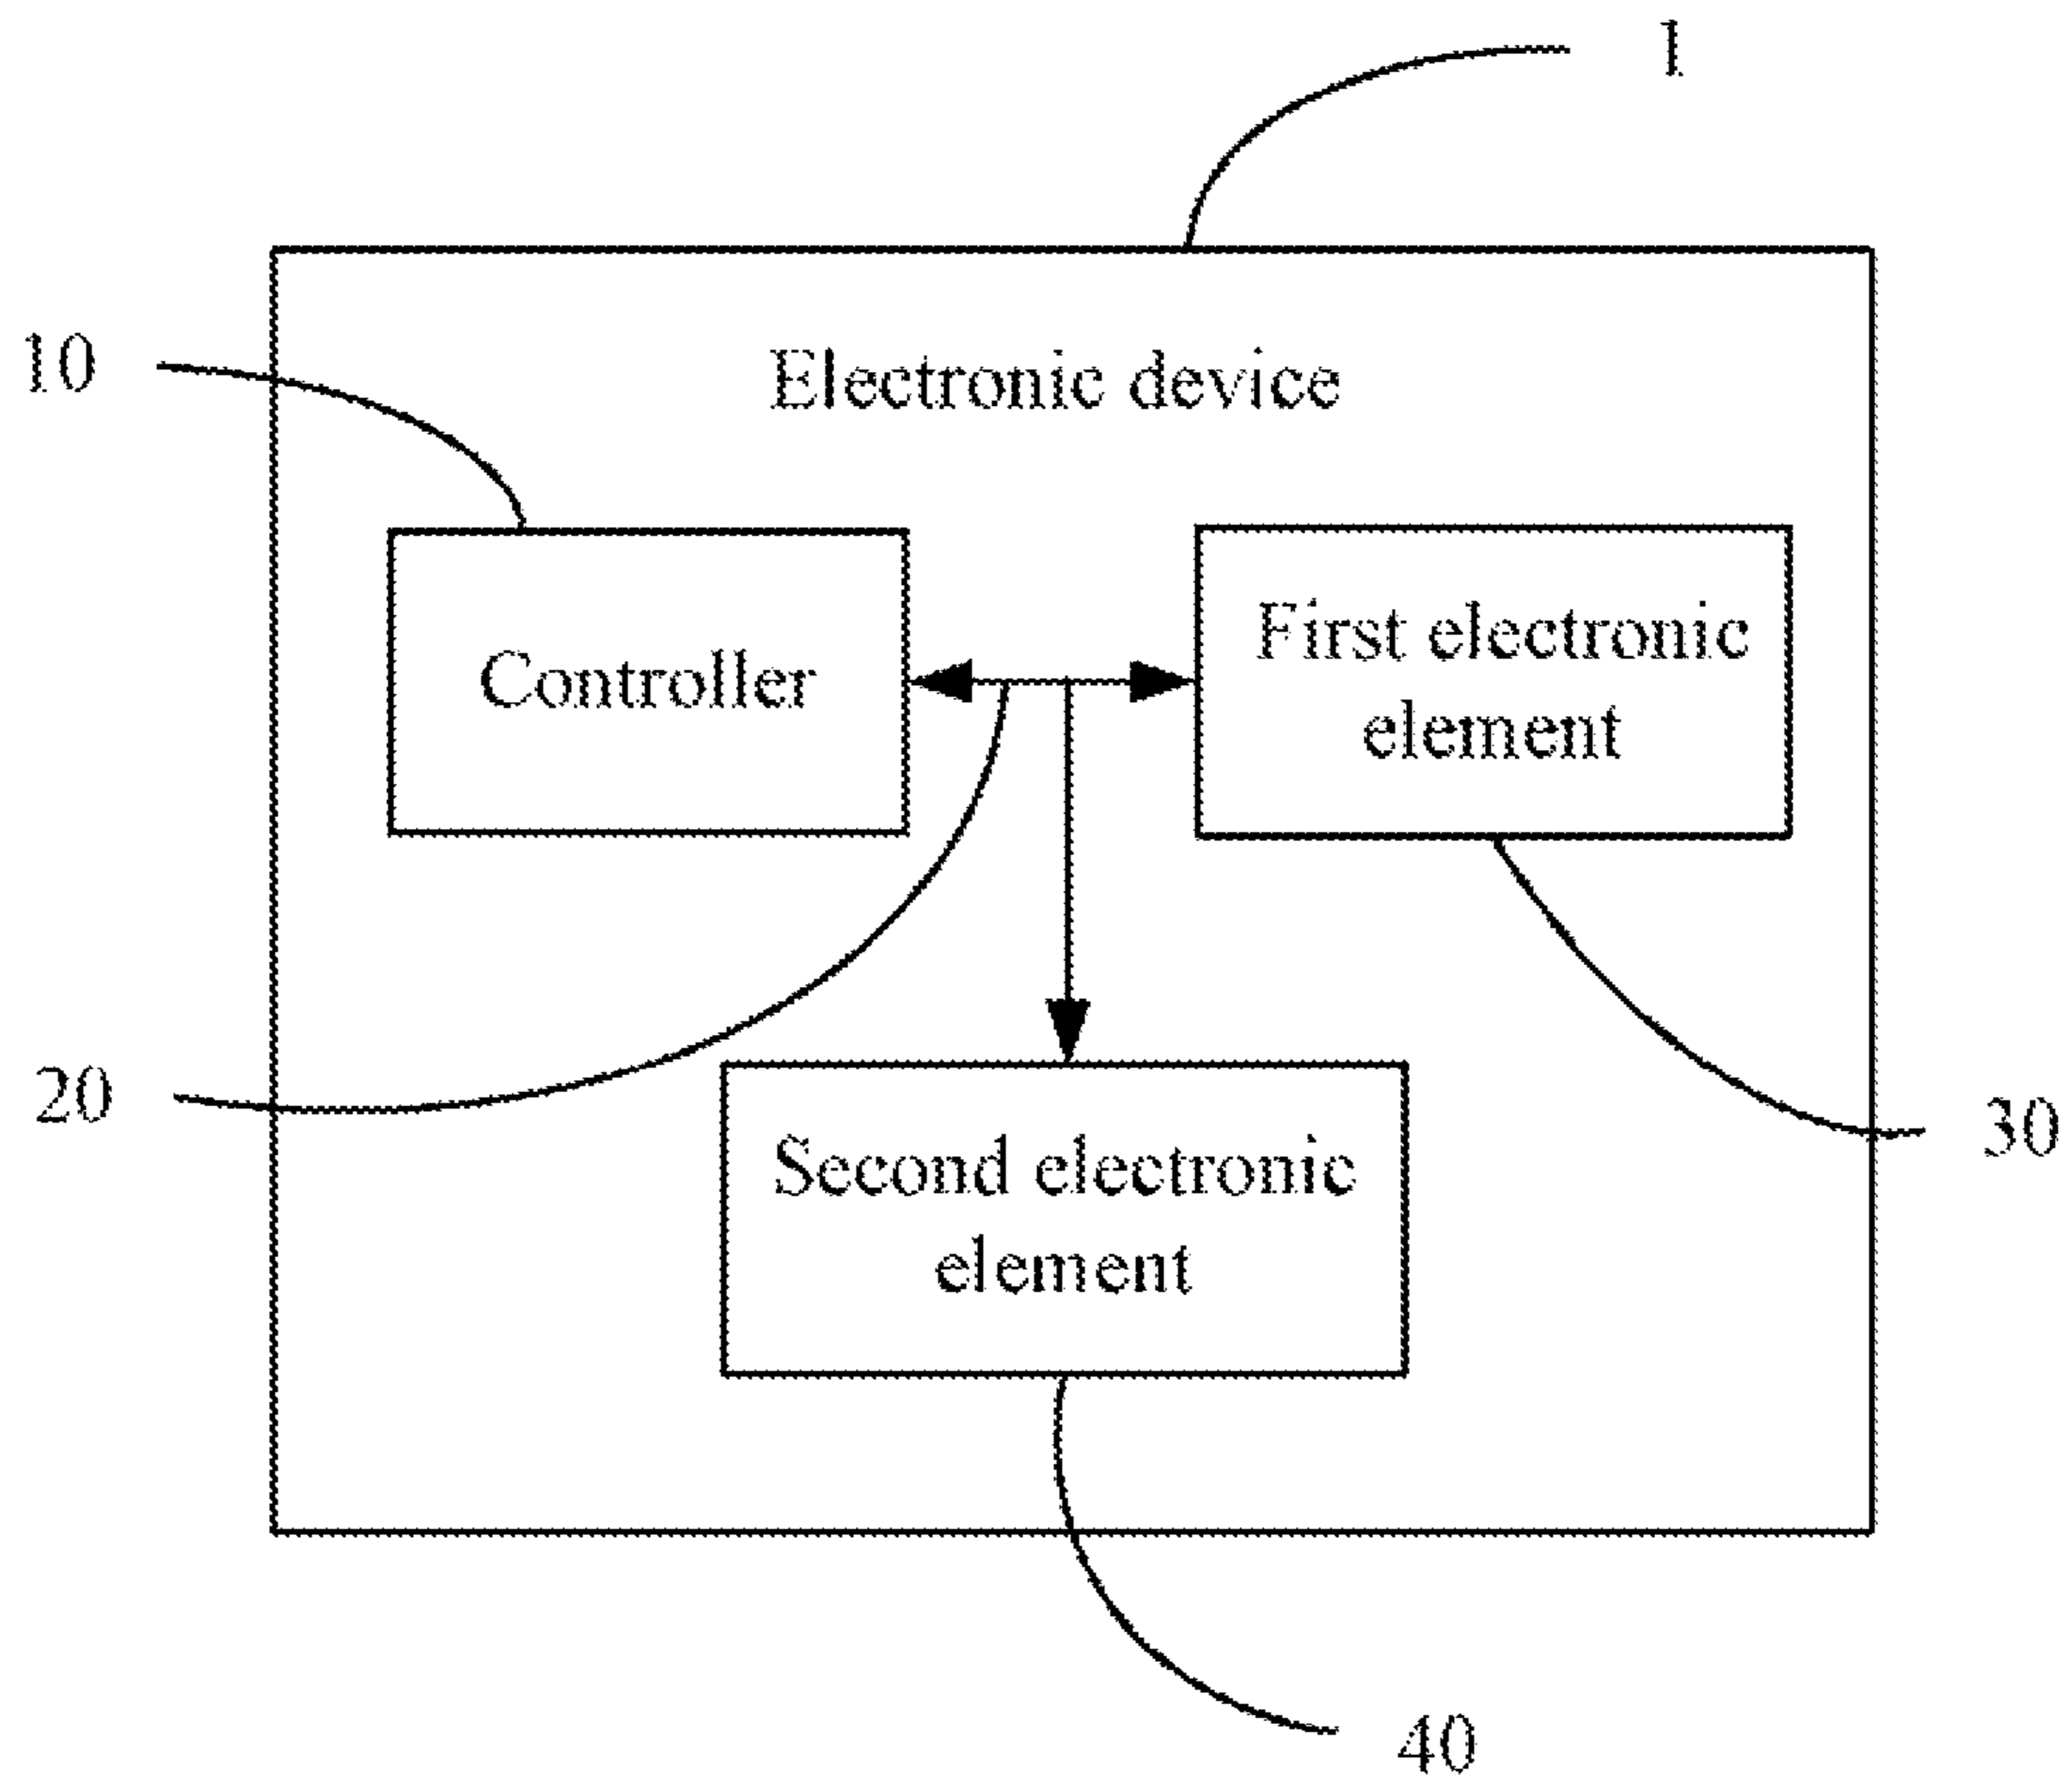 1
10
Electronic device
Controller
First electronic
element
20
30
Second electronic
element
40